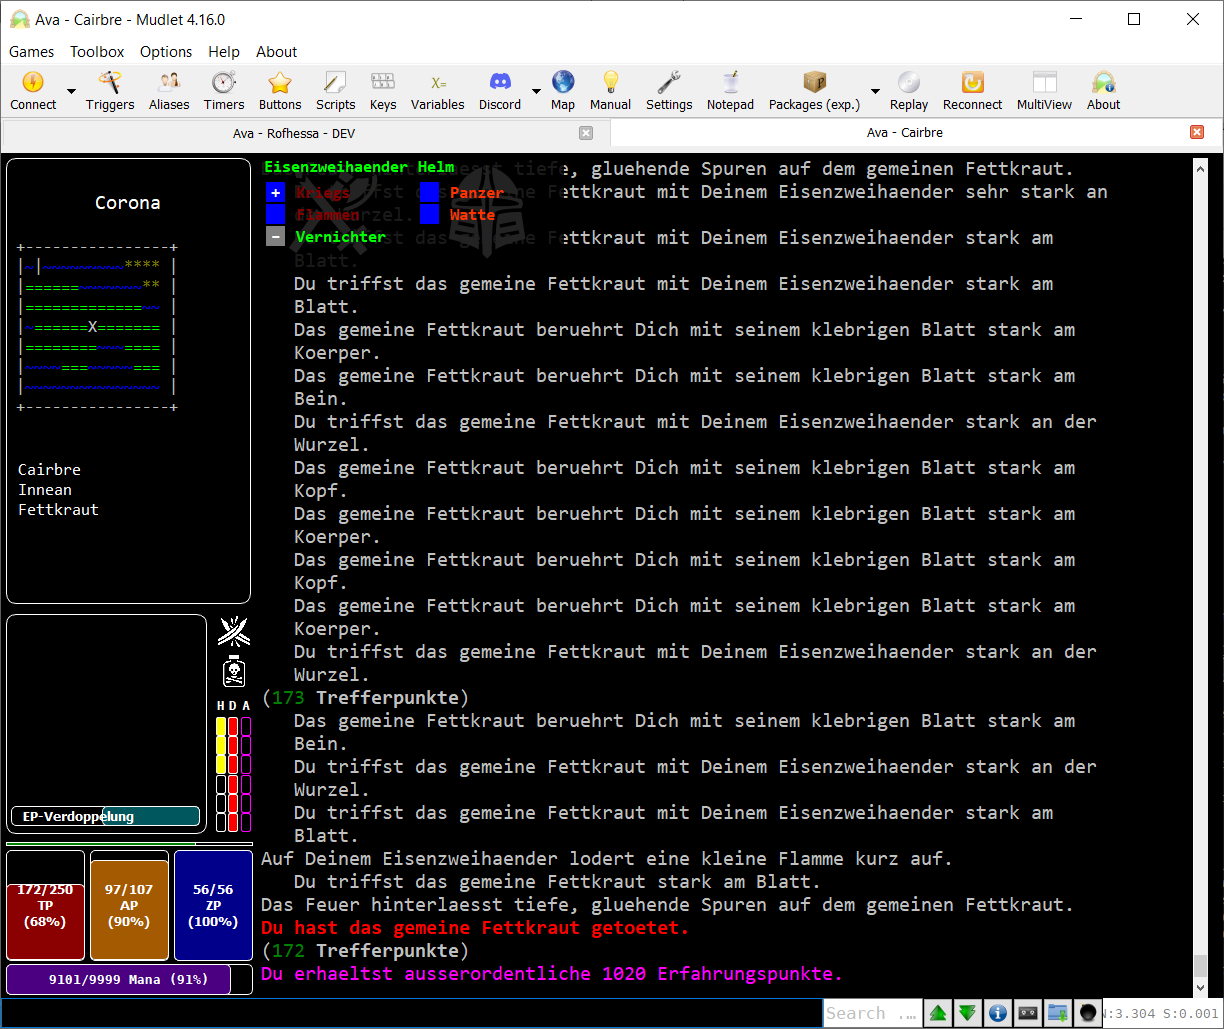 Ava - Cairbre - Mudlet 4.16.0
Games Toolbox Options Help About
Connect Triggers Aliases Timers Buttons Scripts Keys Variables Discord Map Manual Settings Notepad Packages (exp.) Replay Reconnect MultiView About
Ava - Rofhessa - DEV
Ava - Cairbre
Corona
+----------------+
|~|~~~~~~~~~**** |
|======~~~~~~~** |
|=============~~ |
|~======X======= |
|========~~~==== |
|~~~~===~~~~~=== |
|~~~~~~~~~~~~~~~ |
+----------------+
Cairbre
Innean
Fettkraut
H D A
EP-Verdoppelung
172/250
TP
(68%)
97/107
AP
(90%)
56/56
ZP
(100%)
9101/9999 Mana (91%)
Eisenzweihaender Helm
+ Kriegs Panzer
Flammen Watte
- Vernichter
tiefe, gluehende Spuren auf dem gemeinen Fettkraut.
Fettkraut mit Deinem Eisenzweihaender sehr stark an
der Wurzel.
Fettkraut mit Deinem Eisenzweihaender stark am
Blatt.
Du triffst das gemeine Fettkraut mit Deinem Eisenzweihaender stark am
Blatt.
Das gemeine Fettkraut beruehrt Dich mit seinem klebrigen Blatt stark am
Koerper.
Das gemeine Fettkraut beruehrt Dich mit seinem klebrigen Blatt stark am
Bein.
Du triffst das gemeine Fettkraut mit Deinem Eisenzweihaender stark an der
Wurzel.
Das gemeine Fettkraut beruehrt Dich mit seinem klebrigen Blatt stark am
Kopf.
Das gemeine Fettkraut beruehrt Dich mit seinem klebrigen Blatt stark am
Koerper.
Das gemeine Fettkraut beruehrt Dich mit seinem klebrigen Blatt stark am
Kopf.
Das gemeine Fettkraut beruehrt Dich mit seinem klebrigen Blatt stark am
Koerper.
Du triffst das gemeine Fettkraut mit Deinem Eisenzweihaender stark an der
Wurzel.
(173 Trefferpunkte)
Das gemeine Fettkraut beruehrt Dich mit seinem klebrigen Blatt stark am
Bein.
Du triffst das gemeine Fettkraut mit Deinem Eisenzweihaender stark an der
Wurzel.
Du triffst das gemeine Fettkraut mit Deinem Eisenzweihaender stark am
Blatt.
Auf Deinem Eisenzweihaender lodert eine kleine Flamme kurz auf.
Du triffst das gemeine Fettkraut stark am Blatt.
Das Feuer hinterlaesst tiefe, gluehende Spuren auf dem gemeinen Fettkraut.
Du hast das gemeine Fettkraut getoetet.
(172 Trefferpunkte)
Du erhaeltst ausserordentliche 1020 Erfahrungspunkte.
Search ...
N:3.304 S:0.001